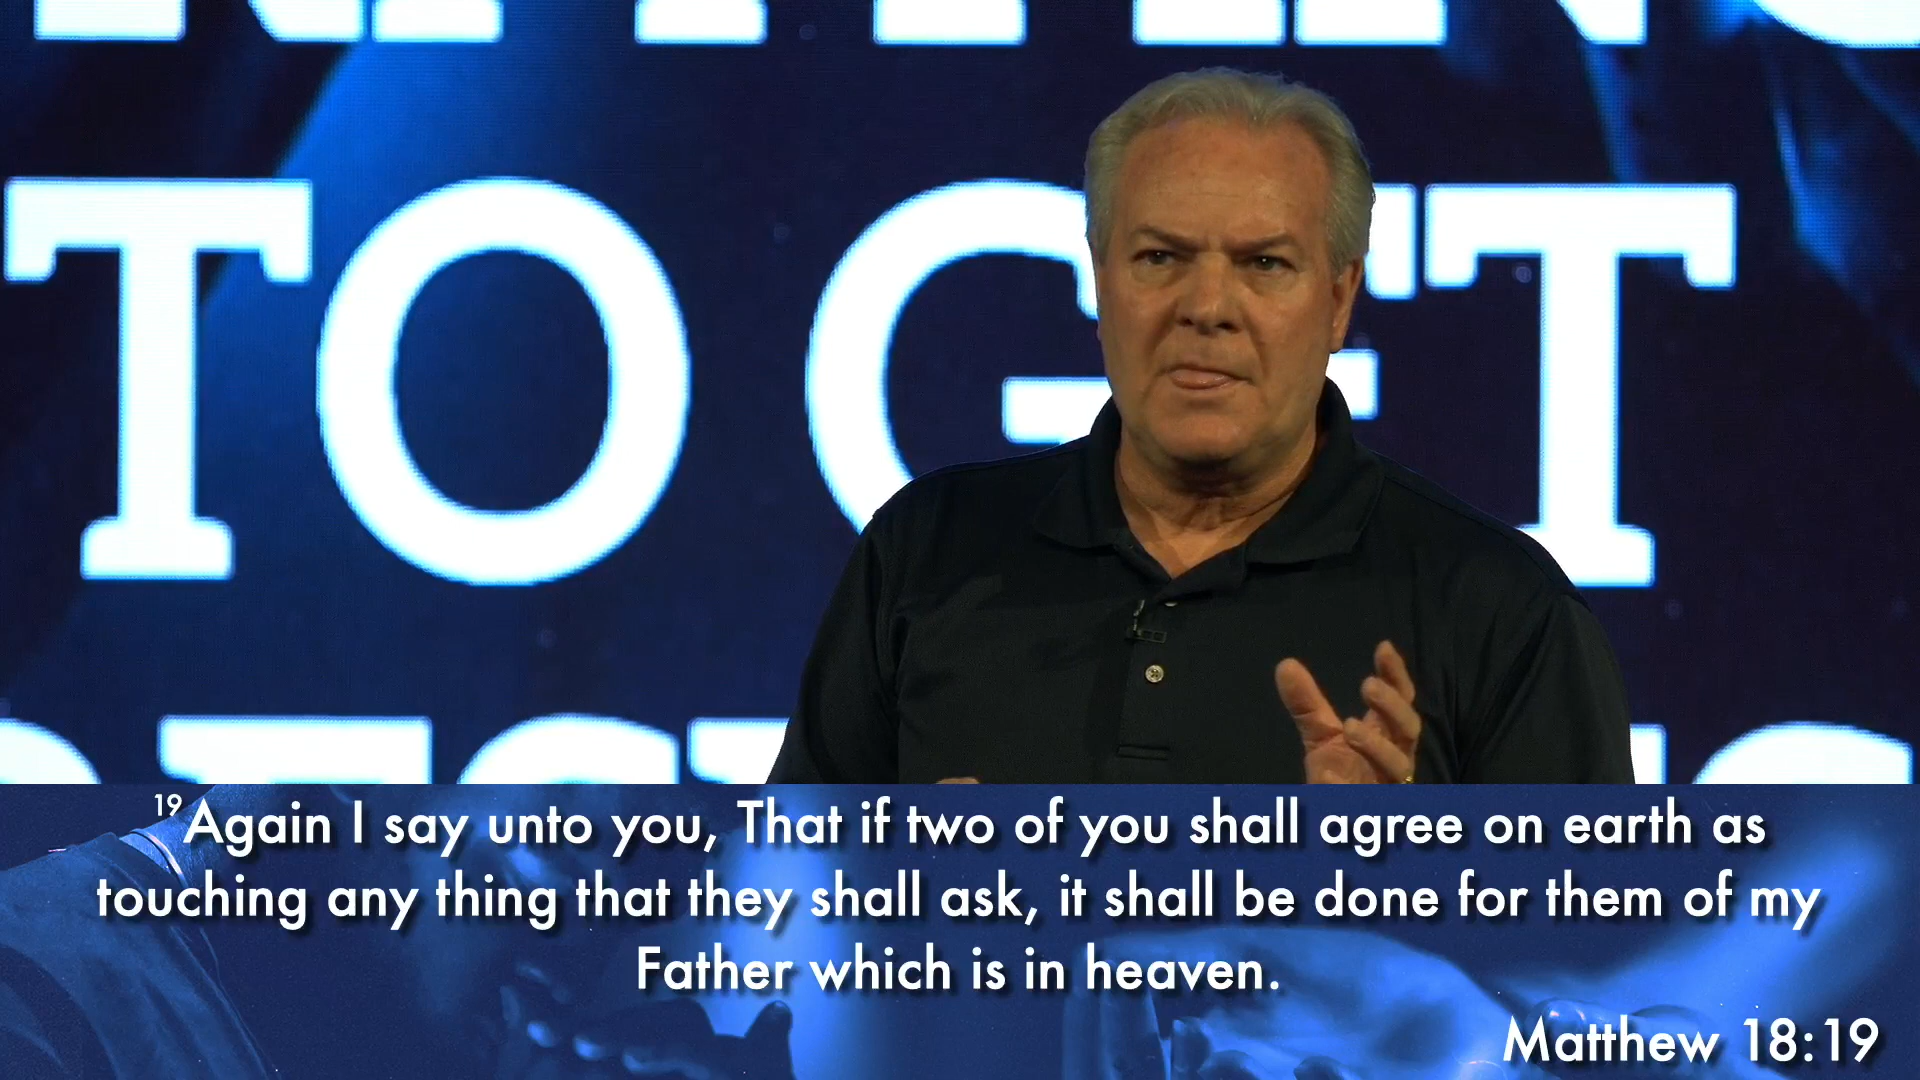 TO GET
19Again I say unto you, That if two of you shall agree on earth as
touching any thing that they shall ask, it shall be done for them of my
Father which is in heaven.
Matthew 18:19